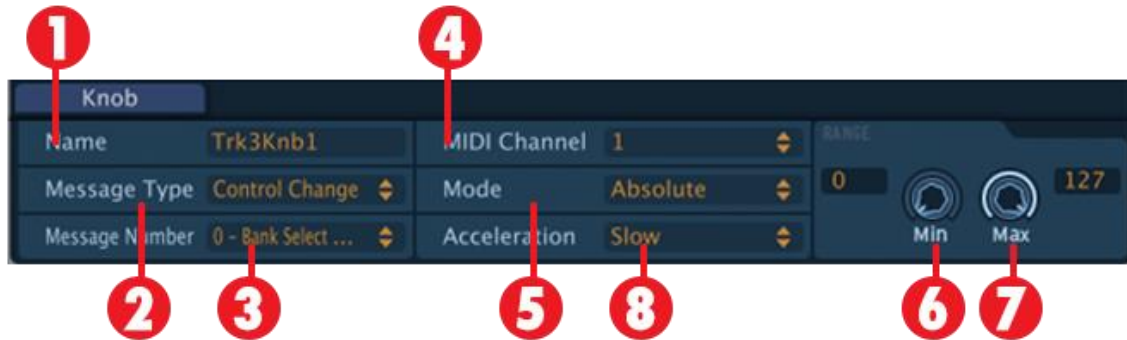 1 4
Knob
Name Trk3Knb1 MIDI Channel 1 RANGE
Message Type Control Change Mode Absolute 0 127
Message Number 0 - Bank Select ... Acceleration Slow Min Max
2 3 5 8 6 7